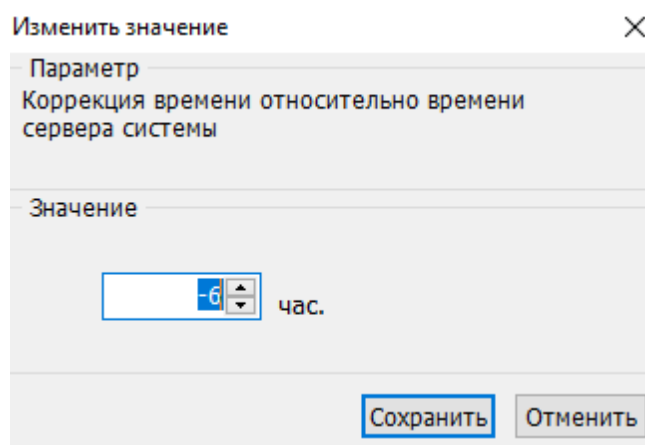 Изменить значение
Параметр
Коррекция времени относительно времени
сервера системы
Значение
-6 час.
Сохранить Отменить